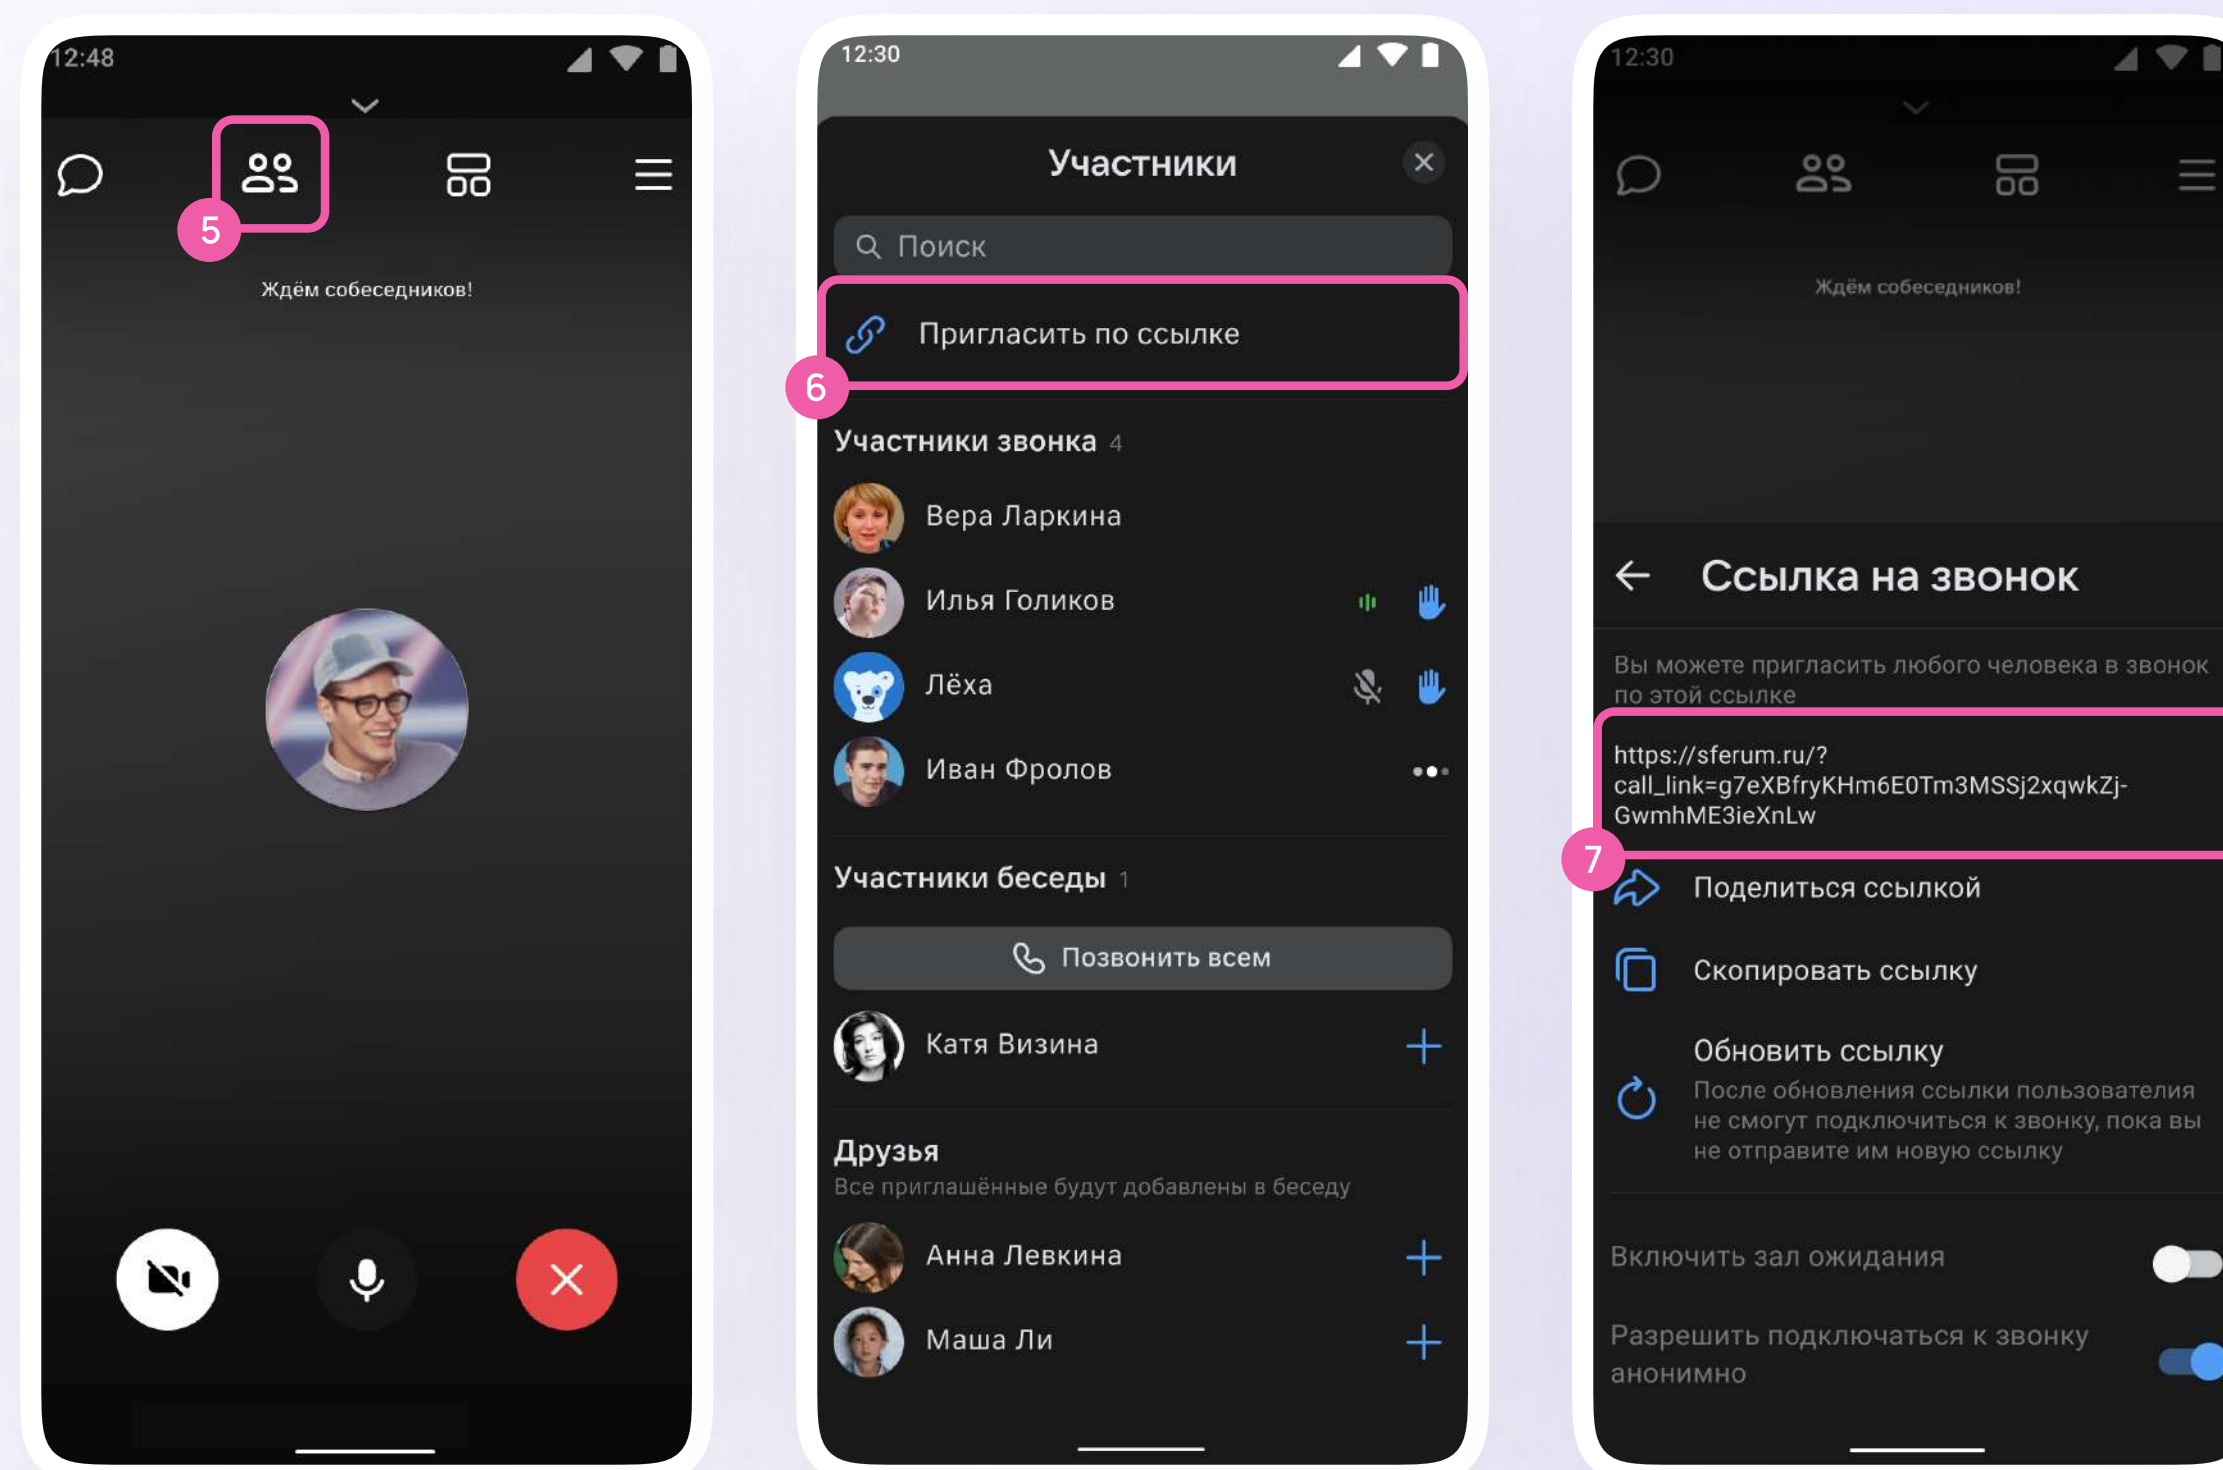 12:48
5
Ждём собеседников!
12:30
Участники
Поиск
Пригласить по ссылке
6
Участники звонка 4
Вера Ларкина
Илья Голиков
Лёха
Иван Фролов
Участники беседы 1
Позвонить всем
Катя Визина
Друзья
Все приглашённые будут добавлены в беседу
Анна Левкина
Маша Ли
12:30
Ждём собеседников!
Ссылка на звонок
Вы можете пригласить любого человека в звонок
по этой ссылке
https://sferum.ru/?
call_link=g7eXBfryKHm6E0Tm3MSSj2xqwkZj-
GwmhME3ieXnLw
7
Поделиться ссылкой
Скопировать ссылку
Обновить ссылку
После обновления ссылки пользователия
не смогут подключиться к звонку, пока вы
не отправите им новую ссылку
Включить зал ожидания
Разрешить подключаться к звонку
анонимно